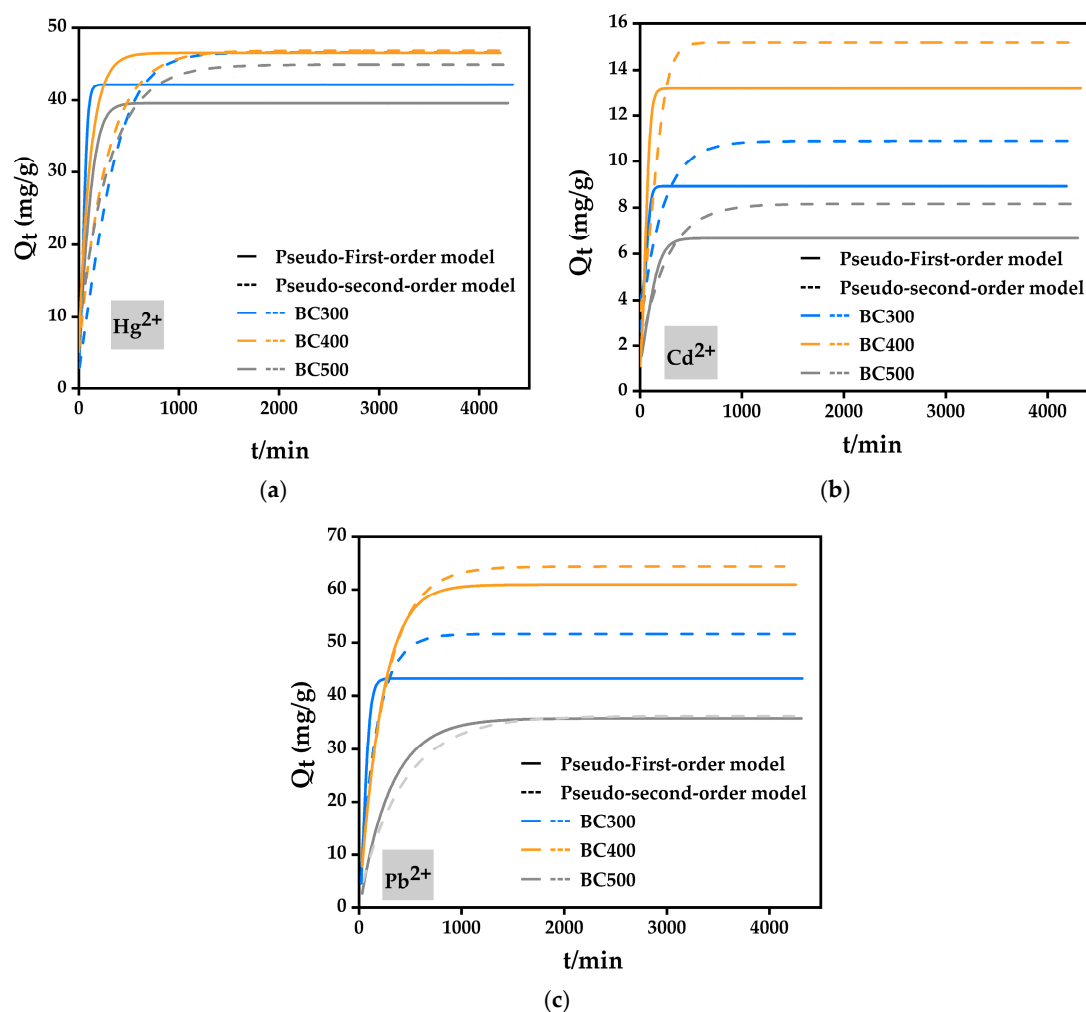 50
40
30
20
10
0
Qt (mg/g)
Pseudo-First-order model
Pseudo-second-order model
BC300
BC400
BC500
Hg2+
0 1000 2000 3000 4000
t/min
(a)
16
14
12
10
8
6
4
2
0
Qt (mg/g)
Pseudo-First-order model
Pseudo-second-order model
BC300
BC400
BC500
Cd2+
0 1000 2000 3000 4000
t/min
(b)
70
60
50
40
30
20
10
0
Qt (mg/g)
Pseudo-First-order model
Pseudo-second-order model
BC300
BC400
BC500
Pb2+
0 1000 2000 3000 4000
t/min
(c)